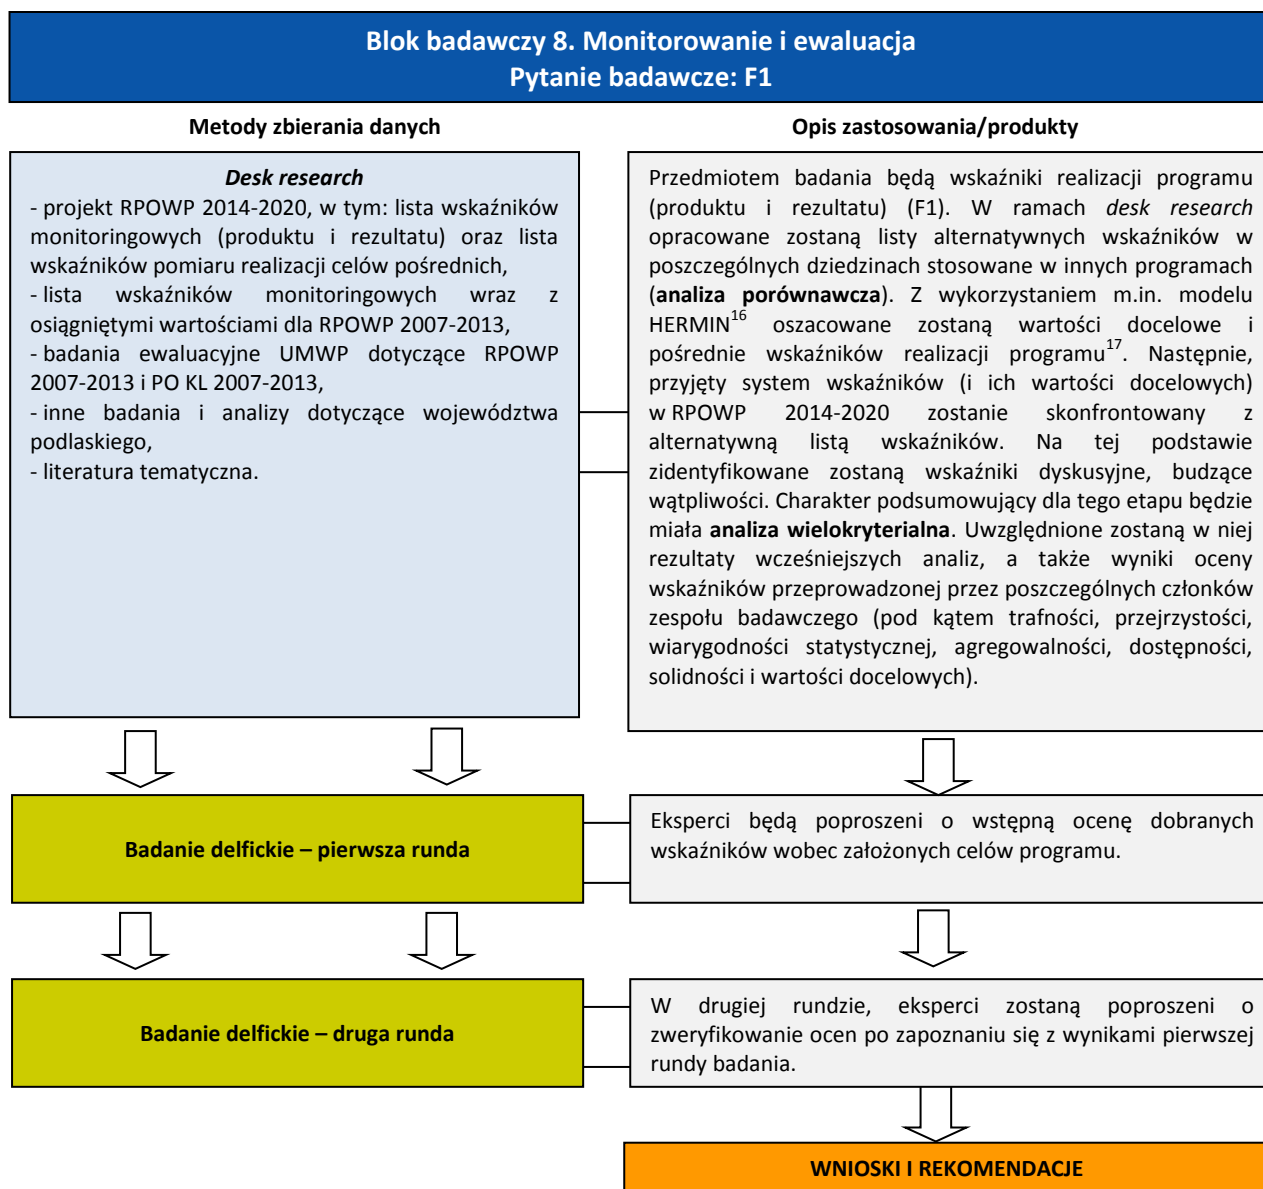 Blok badawczy 8. Monitorowanie i ewaluacja
Pytanie badawcze: F1
Metody zbierania danych
Opis zastosowania/produkty
Desk research
- projekt RPOWP 2014-2020, w tym: lista wskaźników
monitoringowych (produktu i rezultatu) oraz lista
wskaźników pomiaru realizacji celów pośrednich,
- lista wskaźników monitoringowych wraz z
osiągniętymi wartościami dla RPOWP 2007-2013,
- badania ewaluacyjne UMWP dotyczące RPOWP
2007-2013 i PO KL 2007-2013,
- inne badania i analizy dotyczące województwa
podlaskiego,
- literatura tematyczna.
Przedmiotem badania będą wskaźniki realizacji programu
(produktu i rezultatu) (F1). W ramach desk research
opracowane zostaną listy alternatywnych wskaźników w
poszczególnych dziedzinach stosowane w innych programach
(analiza porównawcza). Z wykorzystaniem m.in. modelu
HERMIN16 oszacowane zostaną wartości docelowe i
pośrednie wskaźników realizacji programu17. Następnie,
przyjęty system wskaźników (i ich wartości docelowych)
w RPOWP 2014-2020 zostanie skonfrontowany z
alternatywną listą wskaźników. Na tej podstawie
zidentyfikowane zostaną wskaźniki dyskusyjne, budzące
wątpliwości. Charakter podsumowujący dla tego etapu będzie
miała analiza wielokryterialna. Uwzględnione zostaną w niej
rezultaty wcześniejszych analiz, a także wyniki oceny
wskaźników przeprowadzonej przez poszczególnych członków
zespołu badawczego (pod kątem trafności, przejrzystości,
wiarygodności statystycznej, agregowalności, dostępności,
solidności i wartości docelowych).
Badanie delfickie – pierwsza runda
Eksperci będą poproszeni o wstępną ocenę dobranych
wskaźników wobec założonych celów programu.
Badanie delfickie – druga runda
W drugiej rundzie, eksperci zostaną poproszeni o
zweryfikowanie ocen po zapoznaniu się z wynikami pierwszej
rundy badania.
WNIOSKI I REKOMENDACJE